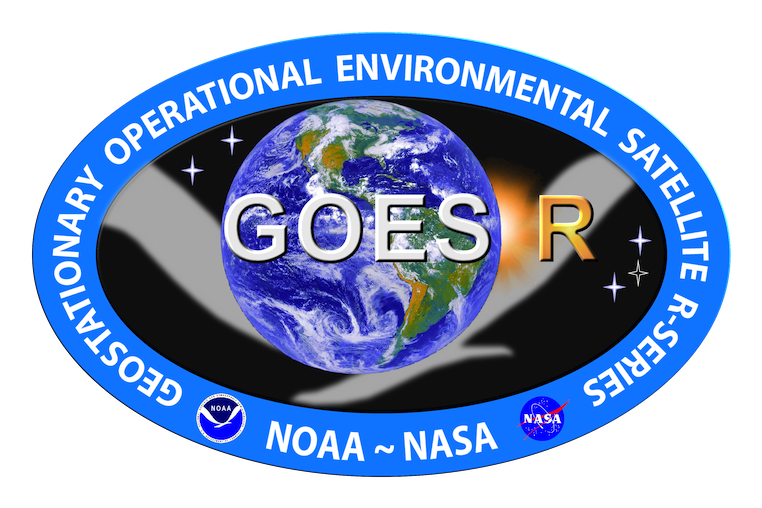 GEOSTATIONARY OPERATIONAL ENVIRONMENTAL SATELLITE R-SERIES
GOES R
NOAA
NOAA ~ NASA
NASA